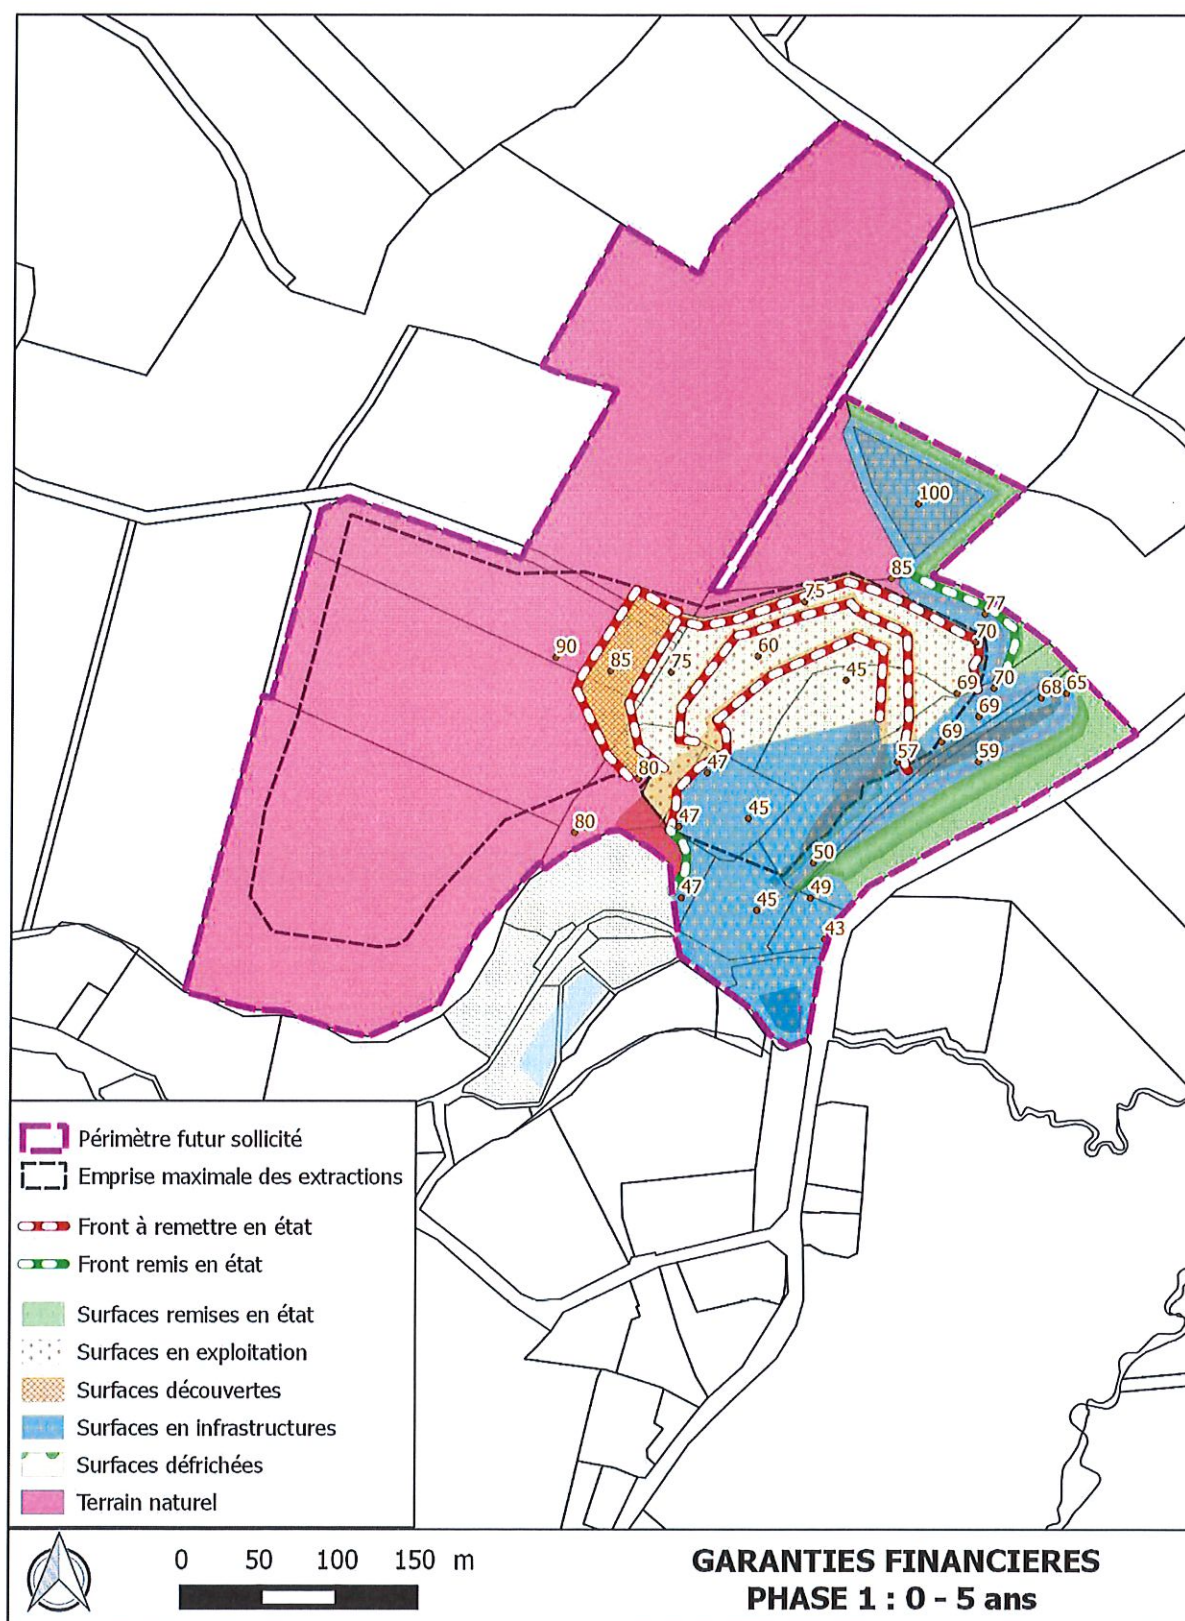 100
85
77
75
70
90
85
75
60
45
69
70
68
65
69
69
59
57
80
47
45
80
47
50
47
45
49
43
Périmètre futur sollicité
Emprise maximale des extractions
Front à remettre en état
Front remis en état
Surfaces remises en état
Surfaces en exploitation
Surfaces découvertes
Surfaces en infrastructures
Surfaces défrichées
Terrain naturel
0 50 100 150 m
GARANTIES FINANCIERES
PHASE 1 : 0 - 5 ans